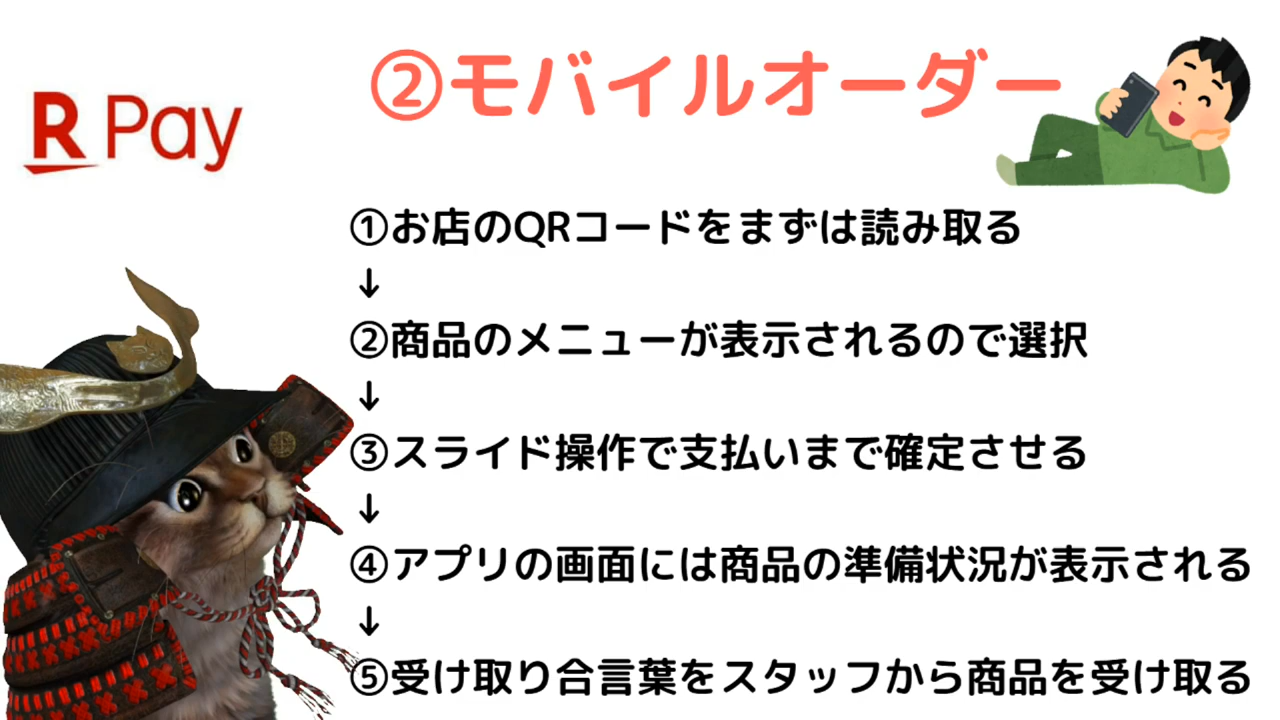 ②モバイルオーダー
R Pay
①お店のQRコードをまずは読み取る
↓
②商品のメニューが表示されるので選択
↓
③スライド操作で支払いまで確定させる
↓
④アプリの画面には商品の準備状況が表示される
↓
⑤受け取り合言葉をスタッフから商品を受け取る